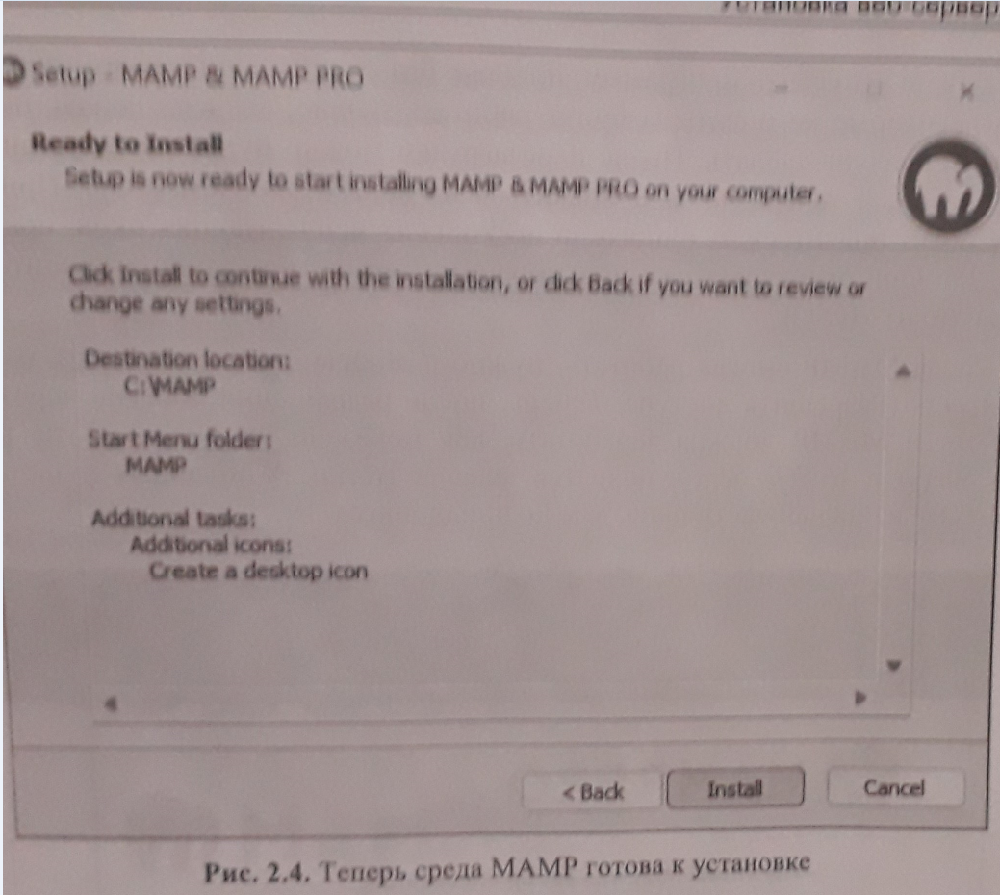 Установка веб-сервер
Setup - MAMP & MAMP PRO
Ready to Install
Setup is now ready to start installing MAMP & MAMP PRO on your computer.
Click Install to continue with the installation, or click Back if you want to review or
change any settings.
Destination location:
C:\MAMP
Start Menu folder:
MAMP
Additional tasks:
Additional icons:
Create a desktop icon
< Back
Install
Cancel
Рис. 2.4. Теперь среда MAMP готова к установке